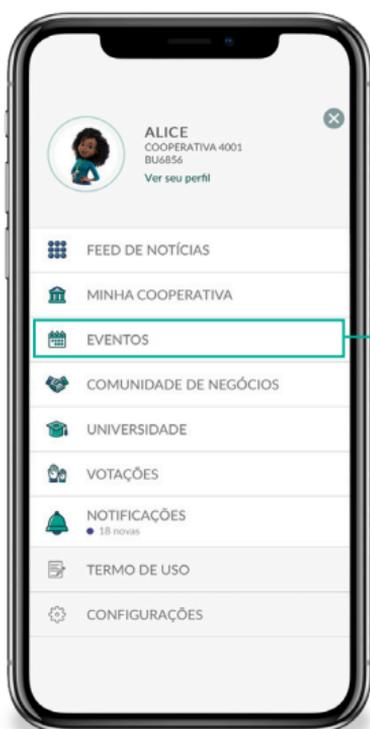 ALICE
COOPERATIVA 4001
BU6856
Ver seu perfil
FEED DE NOTÍCIAS
MINHA COOPERATIVA
EVENTOS
COMUNIDADE DE NEGÓCIOS
UNIVERSIDADE
VOTAÇÕES
NOTIFICAÇÕES
18 novas
TERMO DE USO
CONFIGURAÇÕES